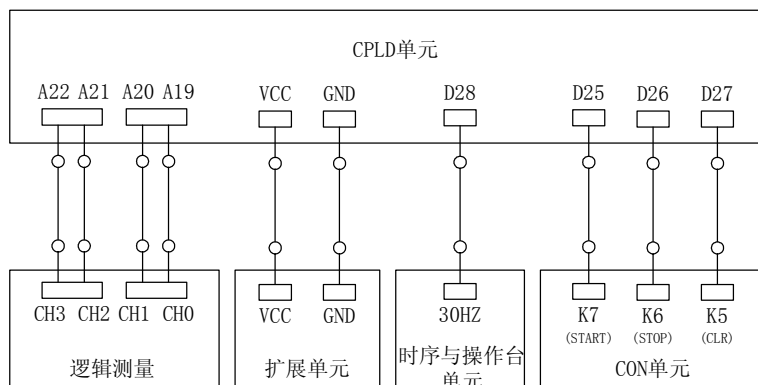 CPLD单元
A22 A21 A20 A19 VCC GND D28 D25 D26 D27
CH3 CH2 CH1 CH0 VCC GND 30HZ K7 K6 K5
(START) (STOP) (CLR)
逻辑测量 扩展单元 时序与操作台 CON单元
单元